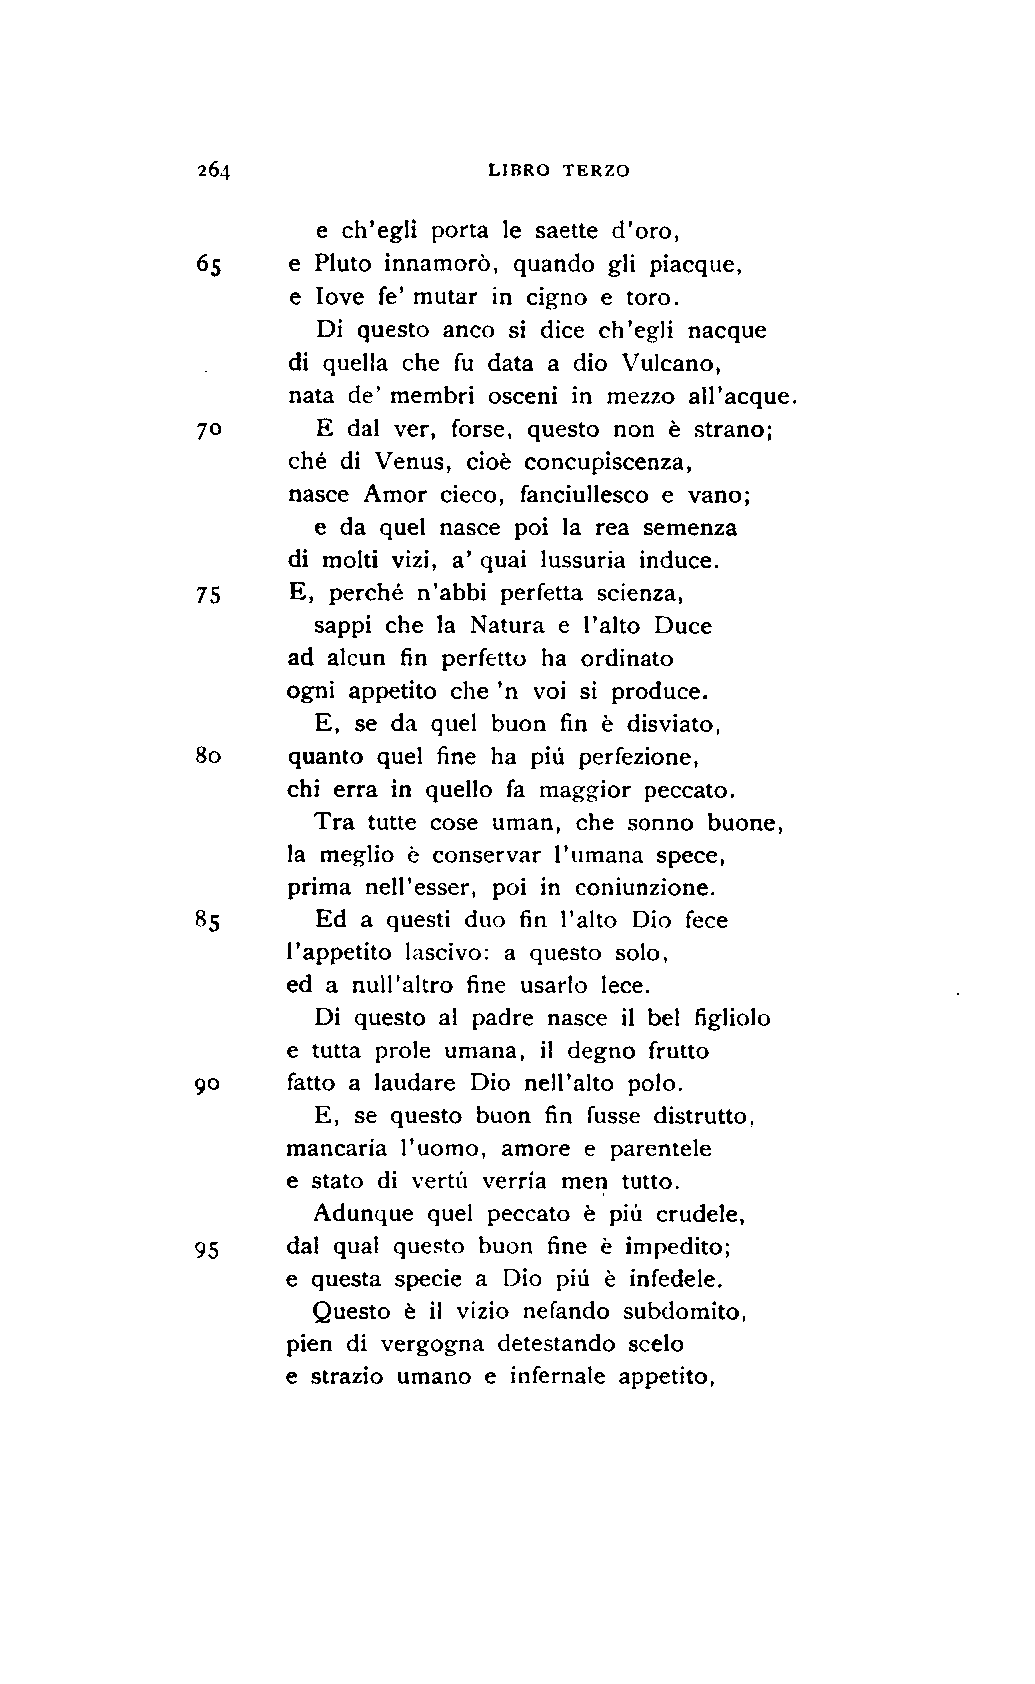 264 LIBRO TERZO
e ch'egli porta le saette d'oro,
65 e Pluto innamorò, quando gli piacque,
e Iove fe' mutar in cigno e toro.
Di questo anco si dice ch'egli nacque
di quella che fu data a dio Vulcano,
nata de' membri osceni in mezzo all'acque.
70 E dal ver, forse, questo non è strano;
ché di Venus, cioè concupiscenza,
nasce Amor cieco, fanciullesco e vano;
e da quel nasce poi la rea semenza
di molti vizi, a' quai lussuria induce.
75 E, perché n'abbi perfetta scienza,
sappi che la Natura e l'alto Duce
ad alcun fin perfetto ha ordinato
ogni appetito che 'n voi si produce.
E, se da quel buon fin è disviato,
80 quanto quel fine ha piú perfezione,
chi erra in quello fa maggior peccato.
Tra tutte cose uman, che sonno buone,
la meglio è conservar l'umana spece,
prima nell'esser, poi in coniunzione.
85 Ed a questi duo fin l'alto Dio fece
l'appetito lascivo: a questo solo,
ed a null'altro fine usarlo lece.
Di questo al padre nasce il bel figliolo
e tutta prole umana, il degno frutto
90 fatto a laudare Dio nell'alto polo.
E, se questo buon fin fusse distrutto,
mancaria l'uomo, amore e parentele
e stato di vertú verria men tutto.
Adunque quel peccato è piú crudele,
95 dal qual questo buon fine è impedito;
e questa specie a Dio piú è infedele.
Questo è il vizio nefando subdomito,
pien di vergogna detestando scelo
e strazio umano e infernale appetito,